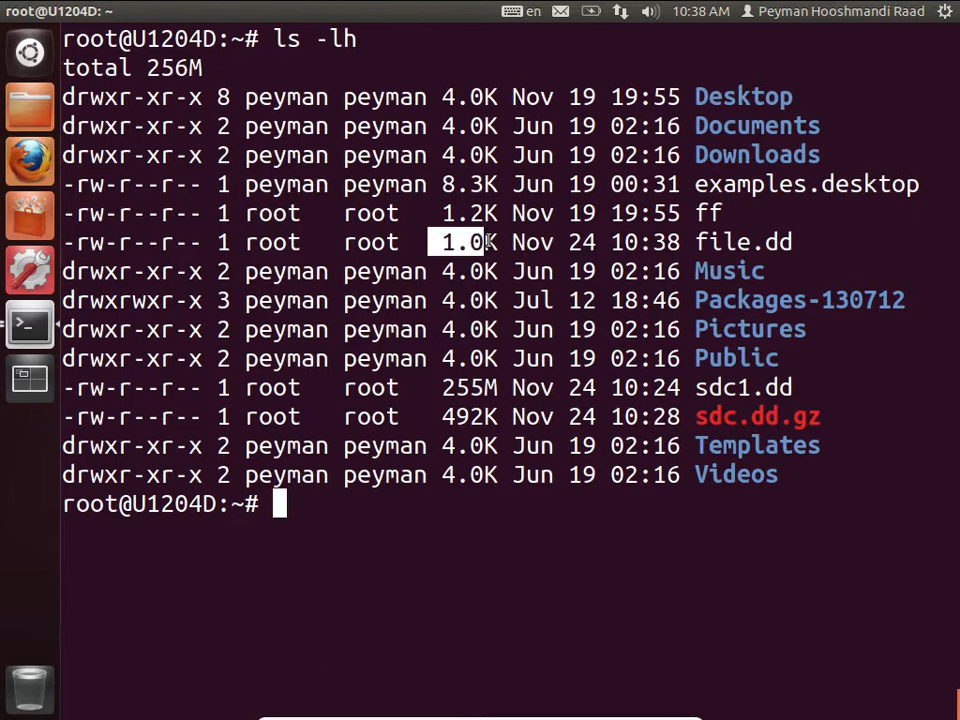 root@U1204D: ~
en
10:38 AM
Peyman Hooshmandi Raad
root@U1204D:~# ls -lh
total 256M
drwxr-xr-x 8 peyman peyman 4.0K Nov 19 19:55 Desktop
drwxr-xr-x 2 peyman peyman 4.0K Jun 19 02:16 Documents
drwxr-xr-x 2 peyman peyman 4.0K Jun 19 02:16 Downloads
-rw-r--r-- 1 peyman peyman 8.3K Jun 19 00:31 examples.desktop
-rw-r--r-- 1 root   root   1.2K Nov 19 19:55 ff
-rw-r--r-- 1 root   root   1.0K Nov 24 10:38 file.dd
drwxr-xr-x 2 peyman peyman 4.0K Jun 19 02:16 Music
drwxrwxr-x 3 peyman peyman 4.0K Jul 12 18:46 Packages-130712
drwxr-xr-x 2 peyman peyman 4.0K Jun 19 02:16 Pictures
drwxr-xr-x 2 peyman peyman 4.0K Jun 19 02:16 Public
-rw-r--r-- 1 root   root   255M Nov 24 10:24 sdc1.dd
-rw-r--r-- 1 root   root   492K Nov 24 10:28 sdc.dd.gz
drwxr-xr-x 2 peyman peyman 4.0K Jun 19 02:16 Templates
drwxr-xr-x 2 peyman peyman 4.0K Jun 19 02:16 Videos
root@U1204D:~#